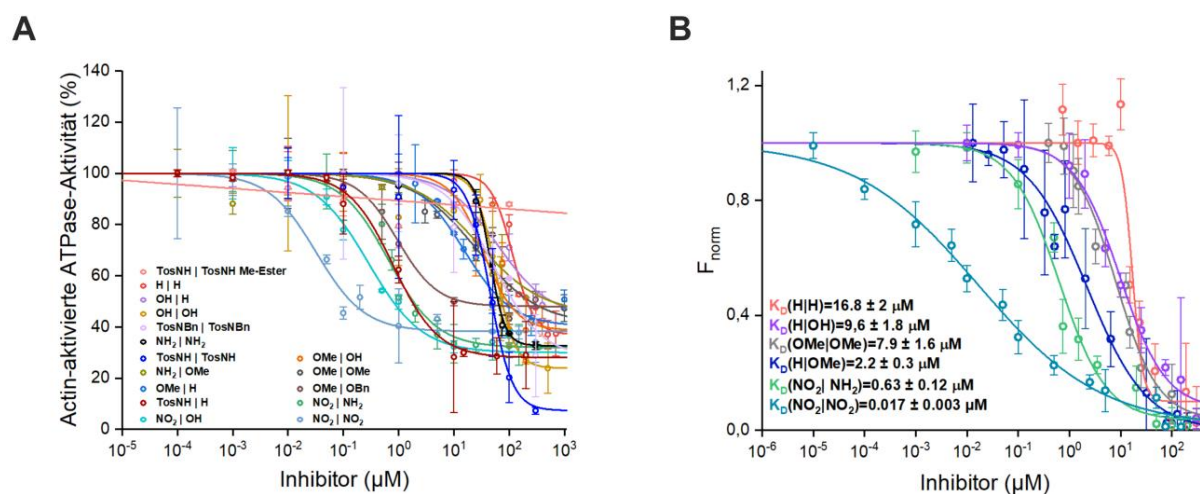 A
Actin-aktivierte ATPase-Aktivität (%)
140
120
100
80
60
40
20
0
TosNH | TosNH Me-Ester
H | H
OH | H
OH | OH
TosNBn | TosNBn
NH₂ | NH₂
TosNH | TosNH
NH₂ | OMe
OMe | H
TosNH | H
NO₂ | OH
OMe | OH
OMe | OMe
OMe | OBn
NO₂ | NH₂
NO₂ | NO₂
10⁻⁵ 10⁻⁴ 10⁻³ 10⁻² 10⁻¹ 10⁰ 10¹ 10² 10³
Inhibitor (µM)
B
Fnorm
1,2
0,8
0,4
0,0
KD(H|H)=16.8 ± 2 µM
KD(H|OH)=9,6 ± 1.8 µM
KD(OMe|OMe)=7.9 ± 1.6 µM
KD(H|OMe)=2.2 ± 0.3 µM
KD(NO₂| NH₂)=0.63 ± 0.12 µM
KD(NO₂|NO₂)=0.017 ± 0.003 µM
10⁻⁶ 10⁻⁵ 10⁻⁴ 10⁻³ 10⁻² 10⁻¹ 10⁰ 10¹ 10²
Inhibitor (µM)